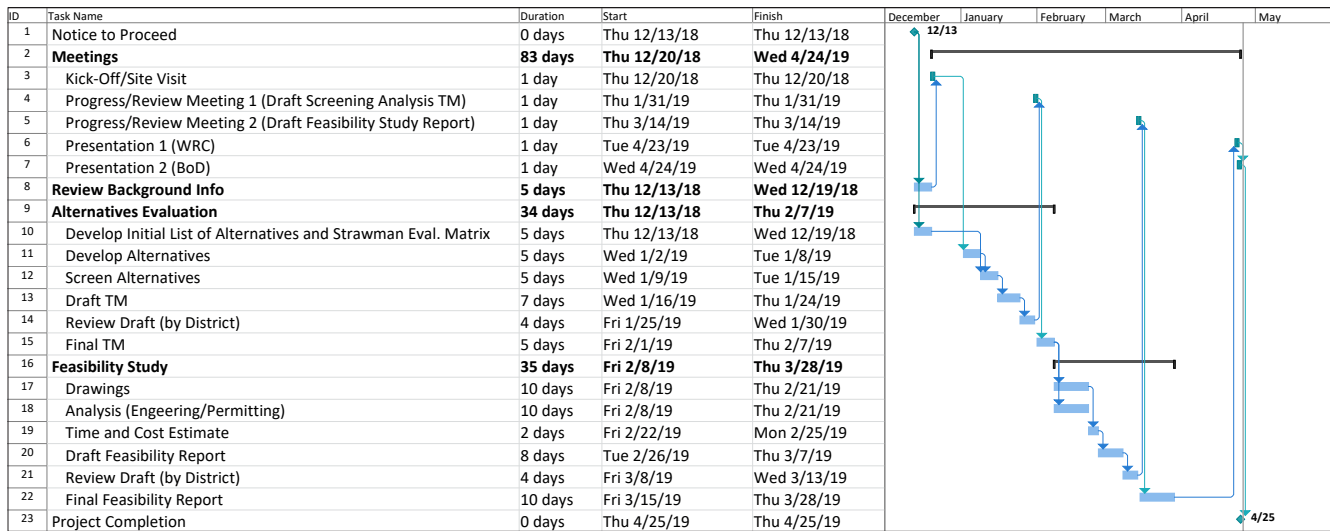 ID Task Name Duration Start Finish December January February March April May
1 Notice to Proceed 0 days Thu 12/13/18 Thu 12/13/18 12/13
2 Meetings 83 days Thu 12/20/18 Wed 4/24/19
3 Kick-Off/Site Visit 1 day Thu 12/20/18 Thu 12/20/18
4 Progress/Review Meeting 1 (Draft Screening Analysis TM) 1 day Thu 1/31/19 Thu 1/31/19
5 Progress/Review Meeting 2 (Draft Feasibility Study Report) 1 day Thu 3/14/19 Thu 3/14/19
6 Presentation 1 (WRC) 1 day Tue 4/23/19 Tue 4/23/19
7 Presentation 2 (BoD) 1 day Wed 4/24/19 Wed 4/24/19
8 Review Background Info 5 days Thu 12/13/18 Wed 12/19/18
9 Alternatives Evaluation 34 days Thu 12/13/18 Thu 2/7/19
10 Develop Initial List of Alternatives and Strawman Eval. Matrix 5 days Thu 12/13/18 Wed 12/19/18
11 Develop Alternatives 5 days Wed 1/2/19 Tue 1/8/19
12 Screen Alternatives 5 days Wed 1/9/19 Tue 1/15/19
13 Draft TM 7 days Wed 1/16/19 Thu 1/24/19
14 Review Draft (by District) 4 days Fri 1/25/19 Wed 1/30/19
15 Final TM 5 days Fri 2/1/19 Thu 2/7/19
16 Feasibility Study 35 days Fri 2/8/19 Thu 3/28/19
17 Drawings 10 days Fri 2/8/19 Thu 2/21/19
18 Analysis (Engeering/Permitting) 10 days Fri 2/8/19 Thu 2/21/19
19 Time and Cost Estimate 2 days Fri 2/22/19 Mon 2/25/19
20 Draft Feasibility Report 8 days Tue 2/26/19 Thu 3/7/19
21 Review Draft (by District) 4 days Fri 3/8/19 Wed 3/13/19
22 Final Feasibility Report 10 days Fri 3/15/19 Thu 3/28/19
23 Project Completion 0 days Thu 4/25/19 Thu 4/25/19 4/25